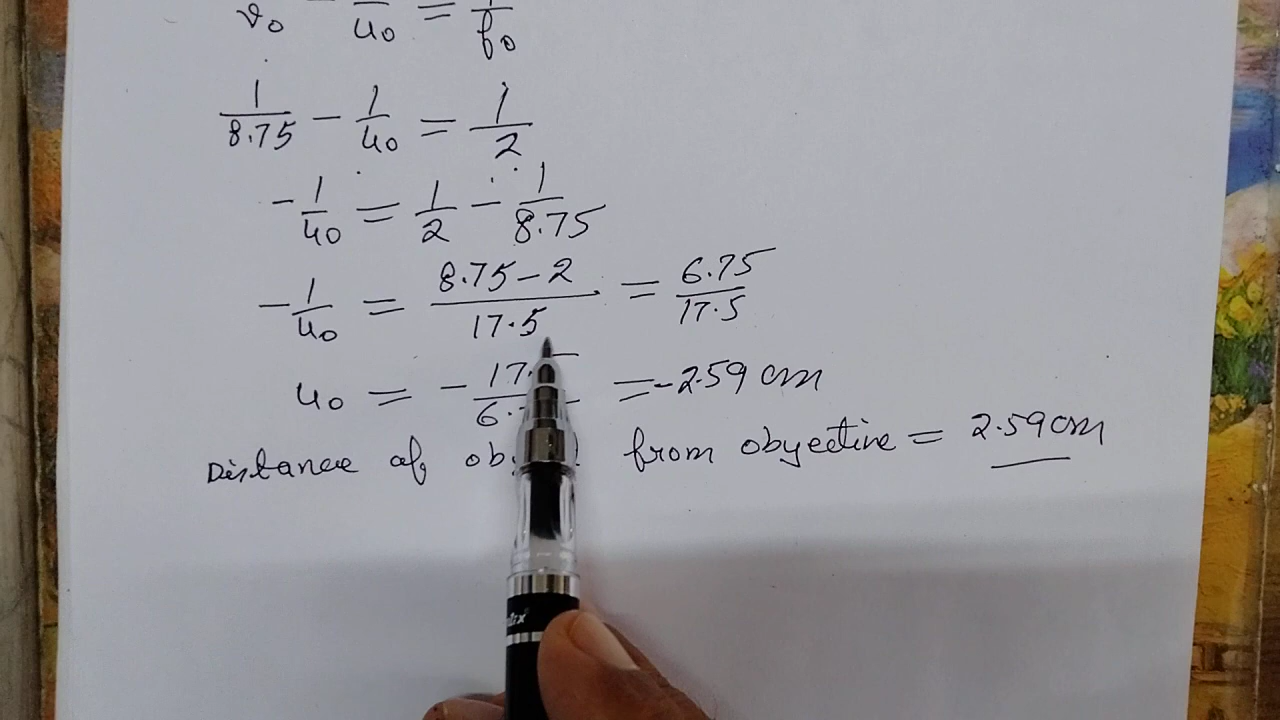 v₀ - u₀ = f₀
1/8.75 - 1/u₀ = 1/2
-1/u₀ = 1/2 - 1/8.75
-1/u₀ = (8.75-2)/17.5 = 6.75/17.5
u₀ = -17. / 6. = -2.59 cm
Distance of from objective = 2.59cm